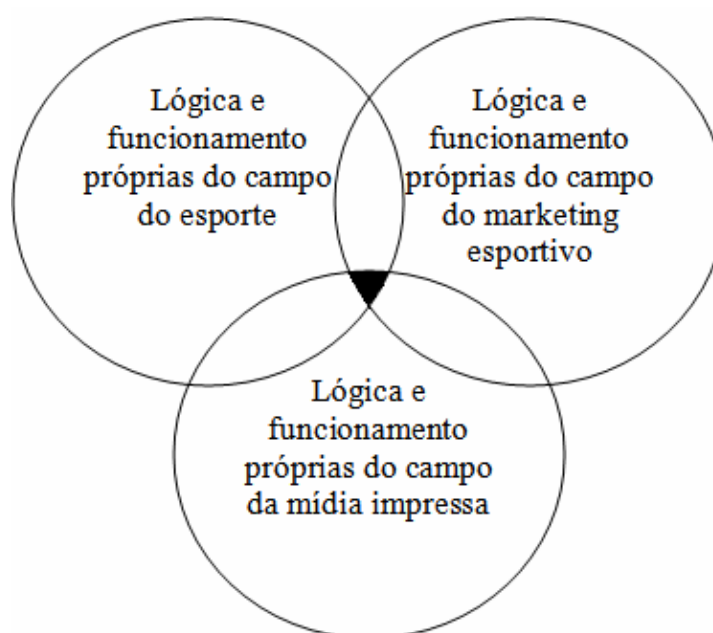 Lógica e
funcionamento
próprias do campo
do esporte
Lógica e
funcionamento
próprias do campo
do marketing
esportivo
Lógica e
funcionamento
próprias do campo
da mídia impressa